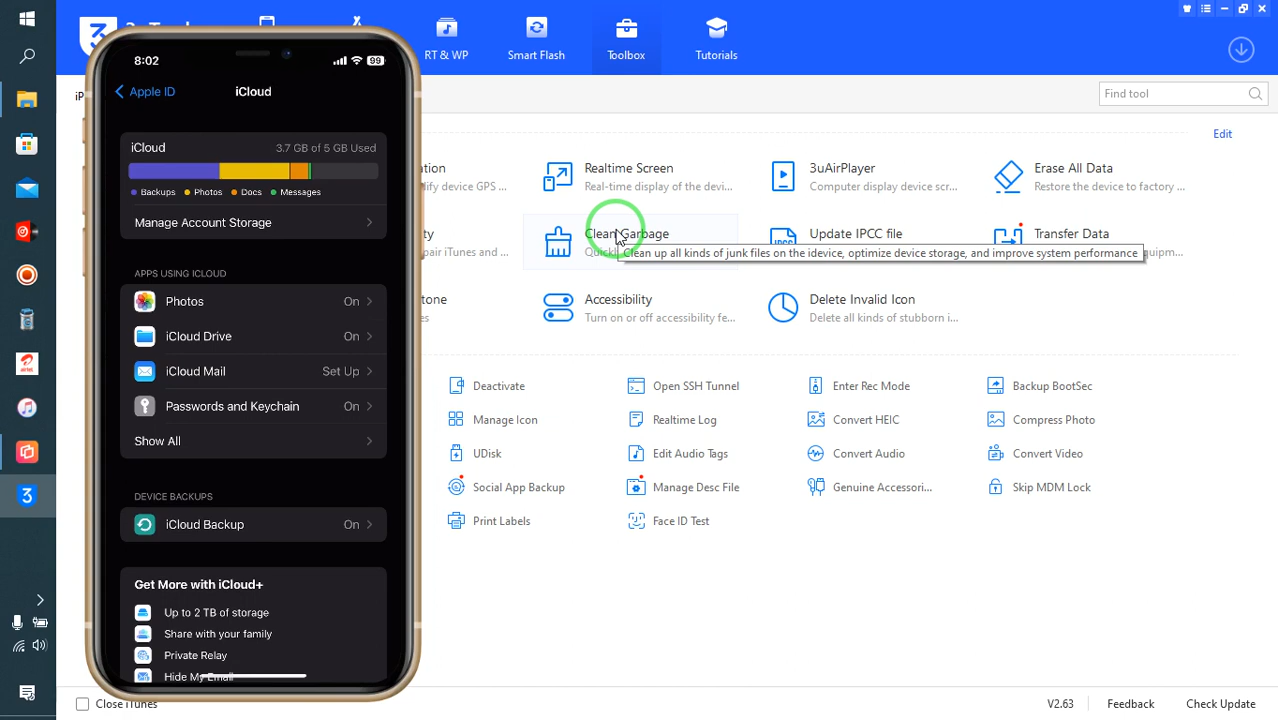 RT & WP
Smart Flash
Toolbox
Tutorials
Find tool
Edit
Realtime Screen
Real-time display of the devi...
3uAirPlayer
Computer display device scr...
Erase All Data
Restore the device to factory ...
Clean Garbage
Update IPCC file
Transfer Data
Clean up all kinds of junk files on the idevice, optimize device storage, and improve system performance
Accessibility
Turn on or off accessibility fe...
Delete Invalid Icon
Delete all kinds of stubborn i...
Deactivate
Open SSH Tunnel
Enter Rec Mode
Backup BootSec
Manage Icon
Realtime Log
Convert HEIC
Compress Photo
UDisk
Edit Audio Tags
Convert Audio
Convert Video
Social App Backup
Manage Desc File
Genuine Accessori...
Skip MDM Lock
Print Labels
Face ID Test
Close iTunes
V2.63
Feedback
Check Update
8:02
99
Apple ID
iCloud
iCloud
3.7 GB of 5 GB Used
Backups
Photos
Docs
Messages
Manage Account Storage
APPS USING ICLOUD
Photos
On
iCloud Drive
On
iCloud Mail
Set Up
Passwords and Keychain
On
Show All
DEVICE BACKUPS
iCloud Backup
On
Get More with iCloud+
Up to 2 TB of storage
Share with your family
Private Relay
Hide My Email
airtel